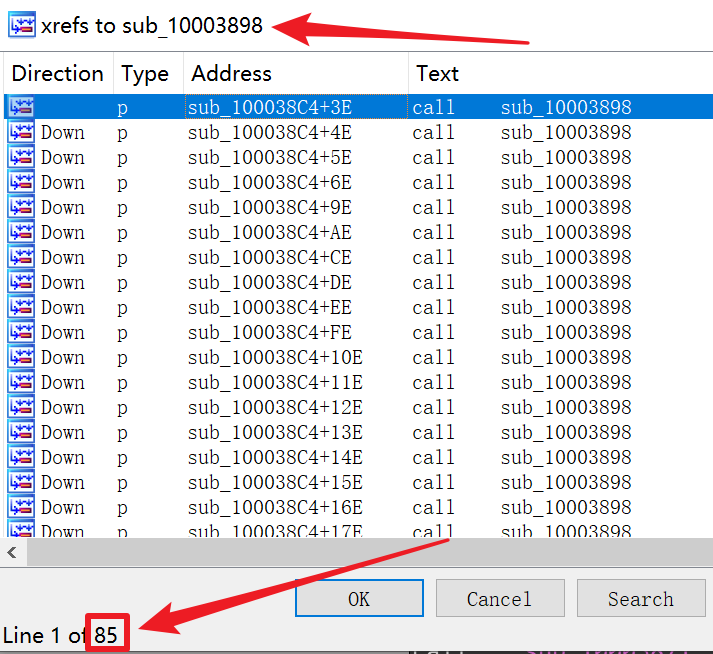 xrefs to sub_10003898
Direction Type Address Text
p sub_100038C4+3E call sub_10003898
Down p sub_100038C4+4E call sub_10003898
Down p sub_100038C4+5E call sub_10003898
Down p sub_100038C4+6E call sub_10003898
Down p sub_100038C4+9E call sub_10003898
Down p sub_100038C4+AE call sub_10003898
Down p sub_100038C4+CE call sub_10003898
Down p sub_100038C4+DE call sub_10003898
Down p sub_100038C4+EE call sub_10003898
Down p sub_100038C4+FE call sub_10003898
Down p sub_100038C4+10E call sub_10003898
Down p sub_100038C4+11E call sub_10003898
Down p sub_100038C4+12E call sub_10003898
Down p sub_100038C4+13E call sub_10003898
Down p sub_100038C4+14E call sub_10003898
Down p sub_100038C4+15E call sub_10003898
Down p sub_100038C4+16E call sub_10003898
Down p sub_100038C4+17E call sub_10003898
OK Cancel Search
Line 1 of 85